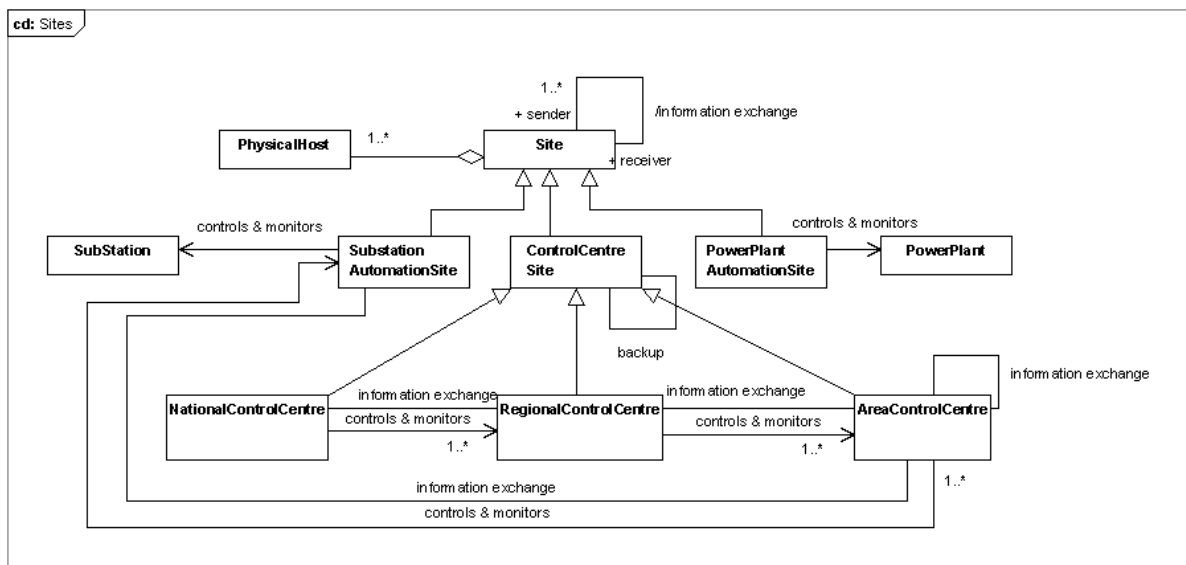 cd: Sites
1..*
+ sender
/information exchange
PhysicalHost
1..*
Site
+ receiver
controls & monitors
controls & monitors
SubStation
Substation
AutomationSite
ControlCentre
Site
PowerPlant
AutomationSite
PowerPlant
backup
information exchange
information exchange
information exchange
NationalControlCentre
RegionalControlCentre
AreaControlCentre
controls & monitors
controls & monitors
1..*
1..*
1..*
information exchange
controls & monitors